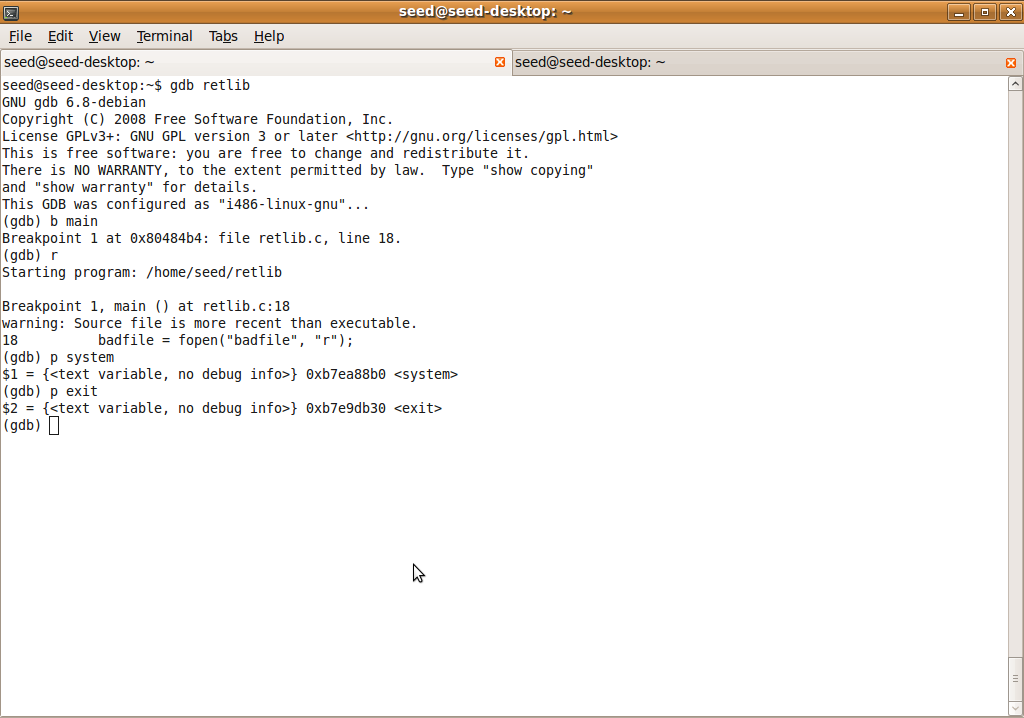 seed@seed-desktop: ~
File Edit View Terminal Tabs Help
seed@seed-desktop: ~ seed@seed-desktop: ~
seed@seed-desktop:~$ gdb retlib
GNU gdb 6.8-debian
Copyright (C) 2008 Free Software Foundation, Inc.
License GPLv3+: GNU GPL version 3 or later <http://gnu.org/licenses/gpl.html>
This is free software: you are free to change and redistribute it.
There is NO WARRANTY, to the extent permitted by law.  Type "show copying"
and "show warranty" for details.
This GDB was configured as "i486-linux-gnu"...
(gdb) b main
Breakpoint 1 at 0x80484b4: file retlib.c, line 18.
(gdb) r
Starting program: /home/seed/retlib
Breakpoint 1, main () at retlib.c:18
warning: Source file is more recent than executable.
18          badfile = fopen("badfile", "r");
(gdb) p system
$1 = {<text variable, no debug info>} 0xb7ea88b0 <system>
(gdb) p exit
$2 = {<text variable, no debug info>} 0xb7e9db30 <exit>
(gdb)